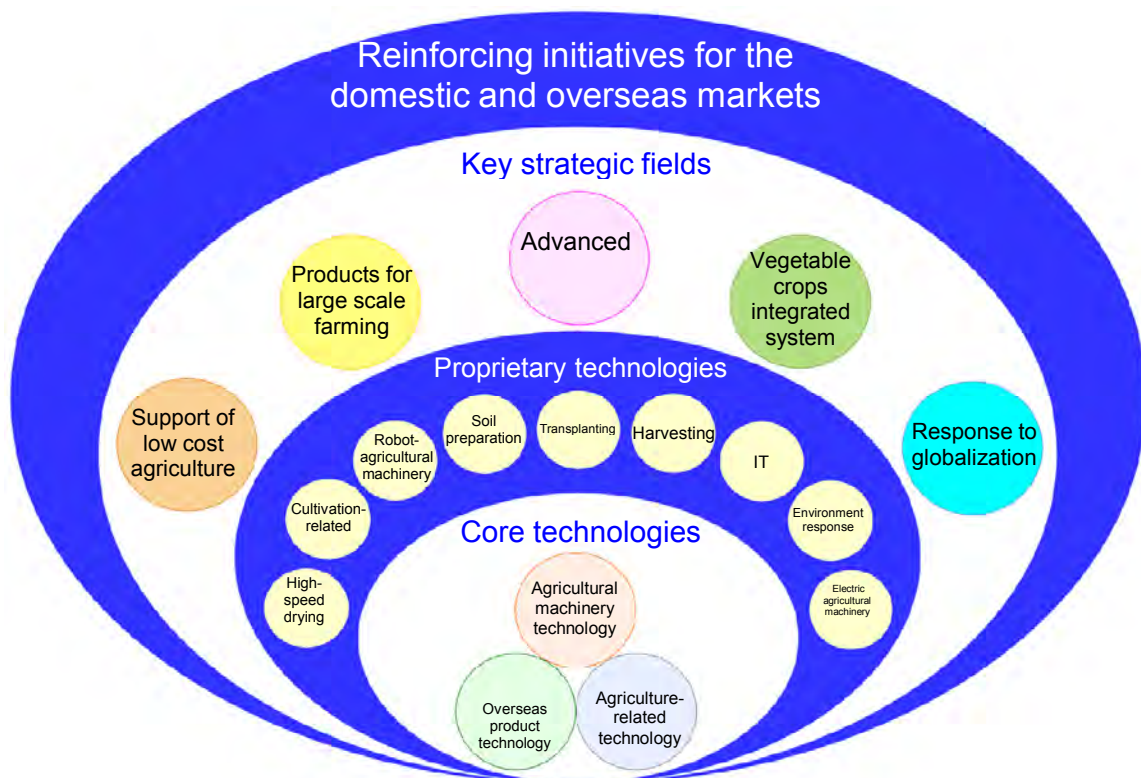 Reinforcing initiatives for the
domestic and overseas markets
Key strategic fields
Advanced
Products for
large scale
farming
Vegetable
crops
integrated
system
Support of
low cost
agriculture
Response to
globalization
Proprietary technologies
High-
speed
drying
Cultivation-
related
Robot-
agricultural
machinery
Soil
preparation
Transplanting
Harvesting
IT
Environment
response
Electric
agricultural
machinery
Core technologies
Agricultural
machinery
technology
Overseas
product
technology
Agriculture-
related
technology